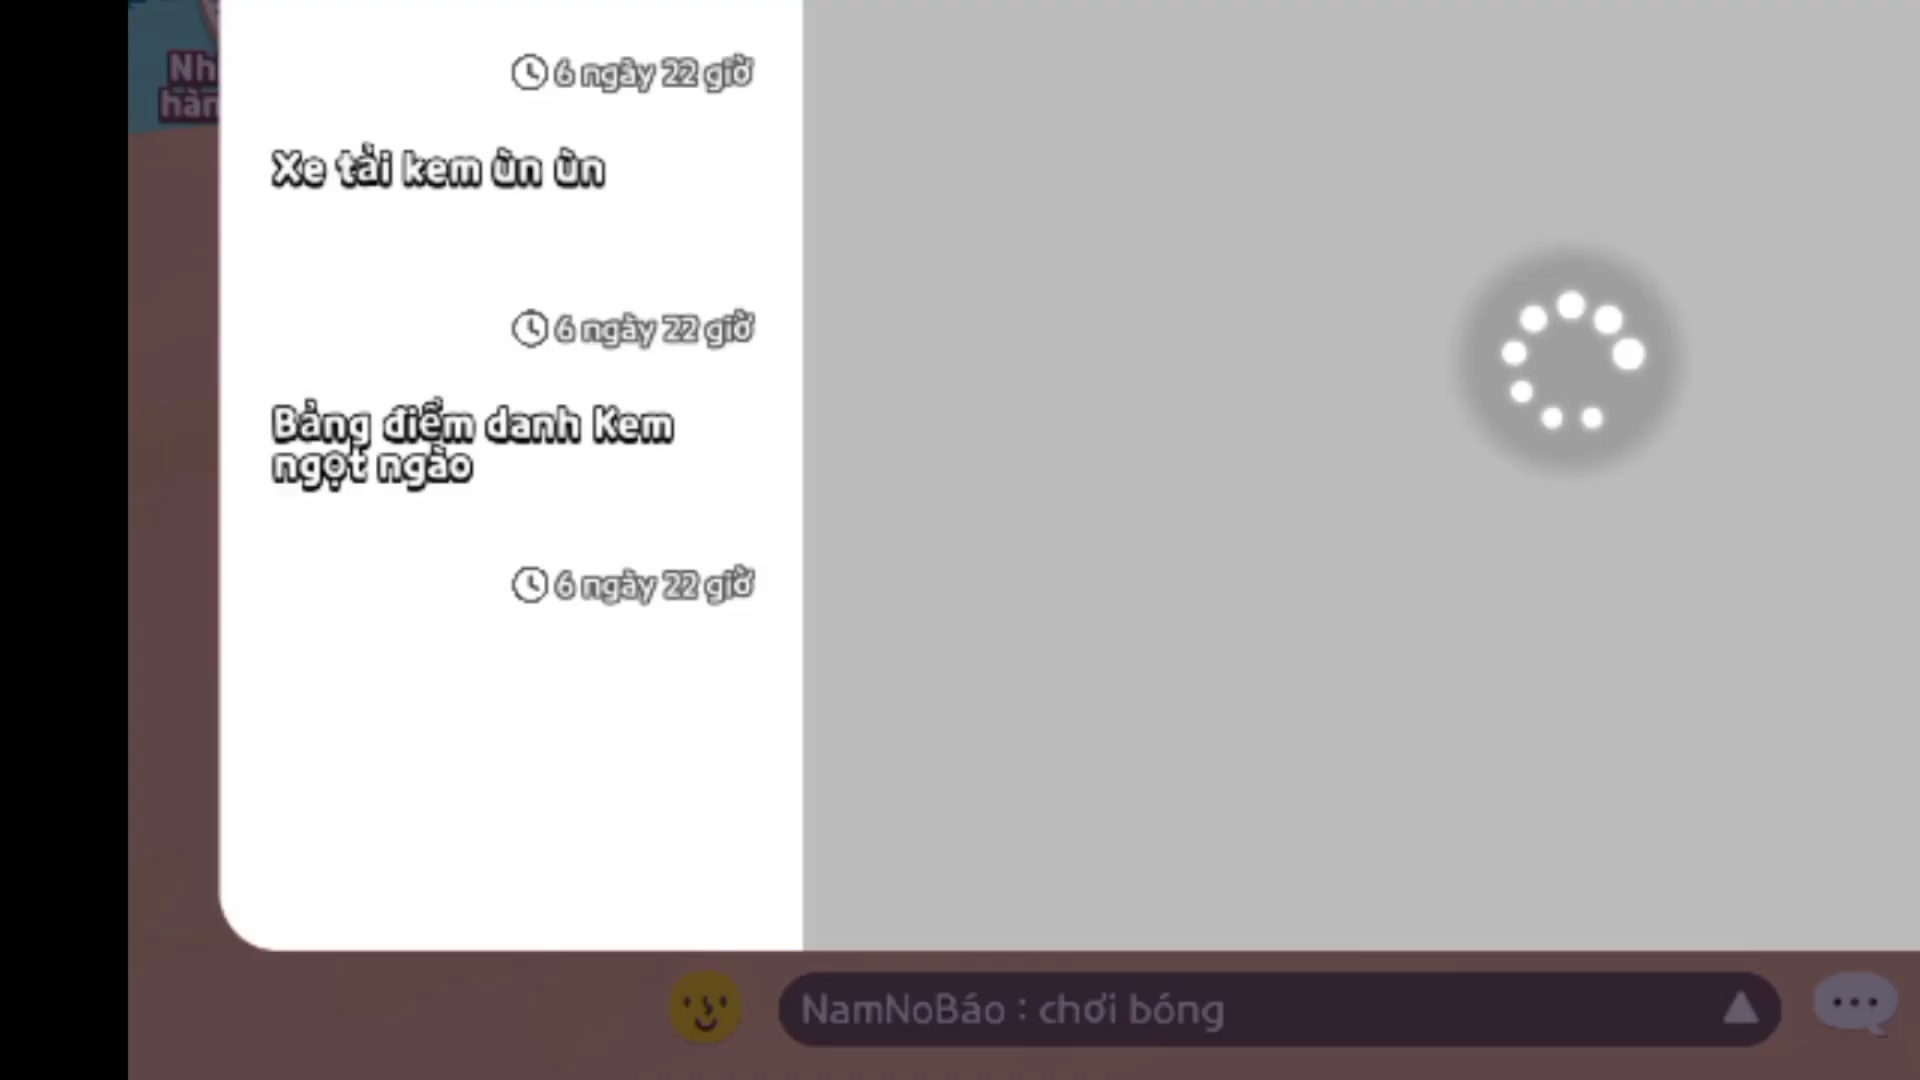 6 ngày 22 giờ
Xe tải kem ùn ùn
6 ngày 22 giờ
Bảng điểm danh Kem
ngọt ngào
6 ngày 22 giờ
NamNoBáo : chơi bóng